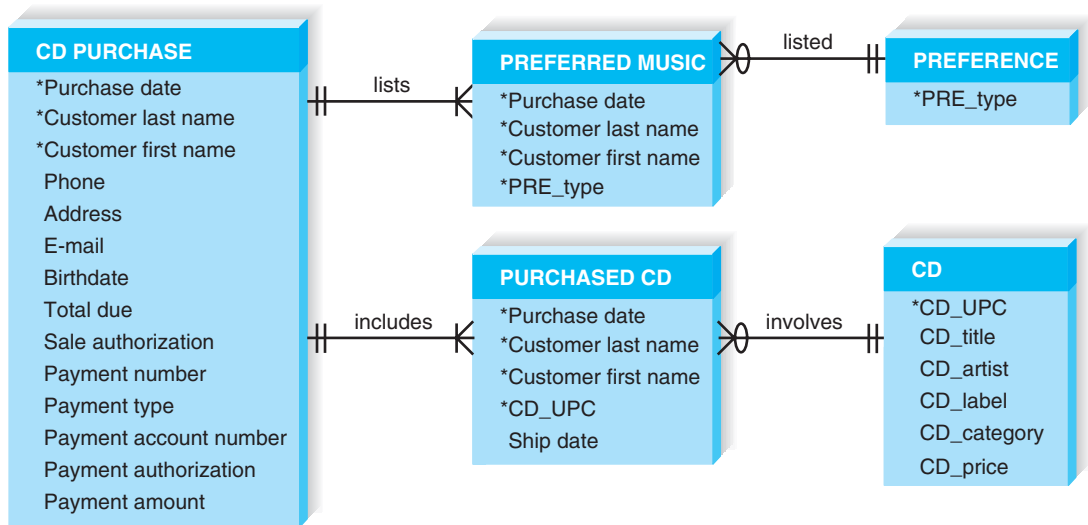 CD PURCHASE
*Purchase date
*Customer last name
*Customer first name
Phone
Address
E-mail
Birthdate
Total due
Sale authorization
Payment number
Payment type
Payment account number
Payment authorization
Payment amount
lists
includes
PREFERRED MUSIC
*Purchase date
*Customer last name
*Customer first name
*PRE_type
listed
PREFERENCE
*PRE_type
PURCHASED CD
*Purchase date
*Customer last name
*Customer first name
*CD_UPC
Ship date
involves
CD
*CD_UPC
CD_title
CD_artist
CD_label
CD_category
CD_price